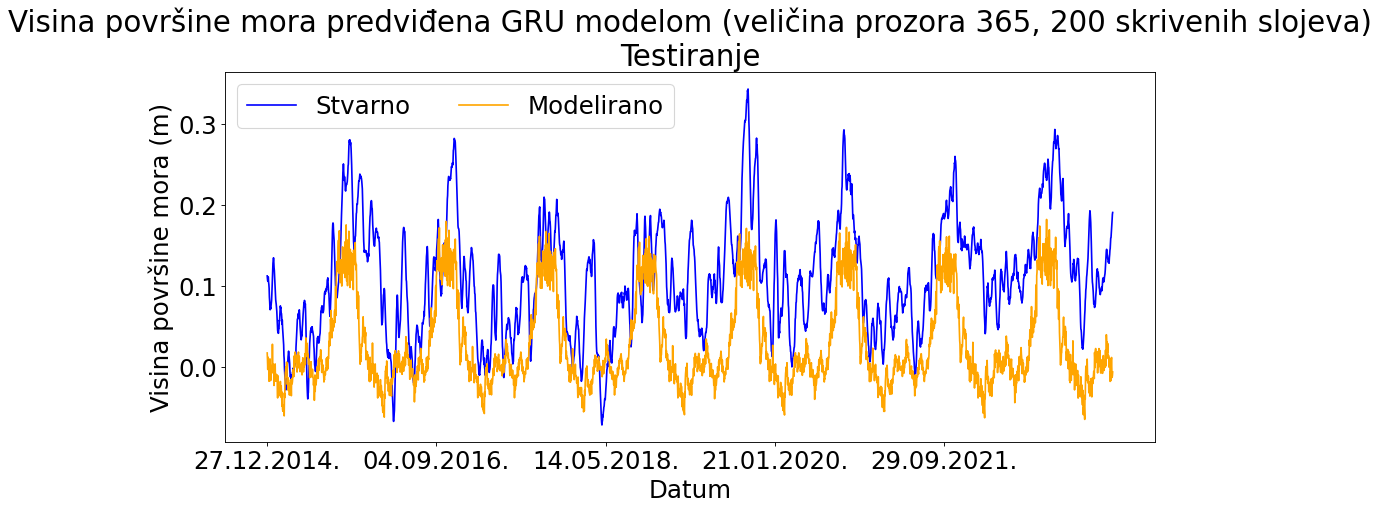 Visina površine mora predviđena GRU modelom (veličina prozora 365, 200 skrivenih slojeva)
Testiranje
Stvarno
Modelirano
Visina površine mora (m)
0.3
0.2
0.1
0.0
27.12.2014.
04.09.2016.
14.05.2018.
21.01.2020.
29.09.2021.
Datum